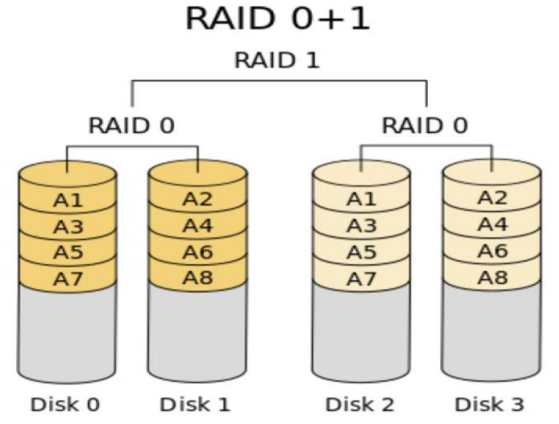 RAID 0+1
RAID 1
RAID 0 RAID 0
A1 A2 A1 A2
A3 A4 A3 A4
A5 A6 A5 A6
A7 A8 A7 A8
Disk 0 Disk 1 Disk 2 Disk 3